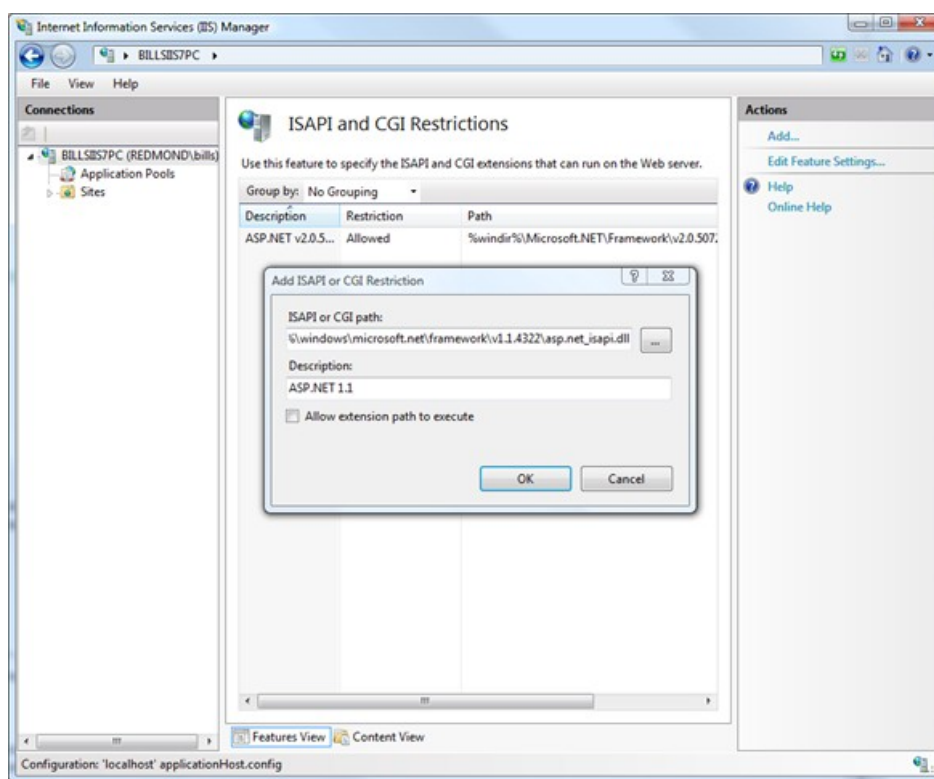 Internet Information Services (IIS) Manager
BILLSIIS7PC
File View Help
Connections
BILLSIIS7PC (REDMOND\bills)
Application Pools
Sites
ISAPI and CGI Restrictions
Use this feature to specify the ISAPI and CGI extensions that can run on the Web server.
Group by: No Grouping
Description Restriction Path
ASP.NET v2.0.5... Allowed %windir%\Microsoft.NET\Framework\v2.0.5072
Add ISAPI or CGI Restriction
ISAPI or CGI path:
%\windows\microsoft.net\framework\v1.1.4322\asp.net_isapi.dll
...
Description:
ASP.NET 1.1
Allow extension path to execute
OK Cancel
Features View Content View
Actions
Add...
Edit Feature Settings...
Help
Online Help
Configuration: 'localhost' applicationHost.config